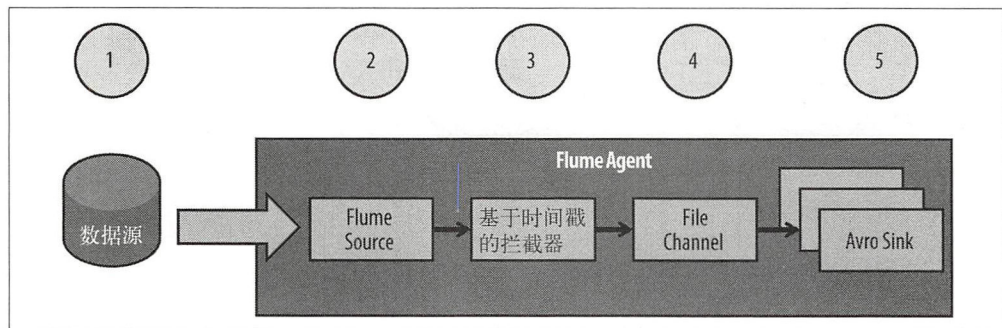 1
2
3
4
5
Flume Agent
数据源
Flume
Source
基于时间戳
的拦截器
File
Channel
Avro Sink